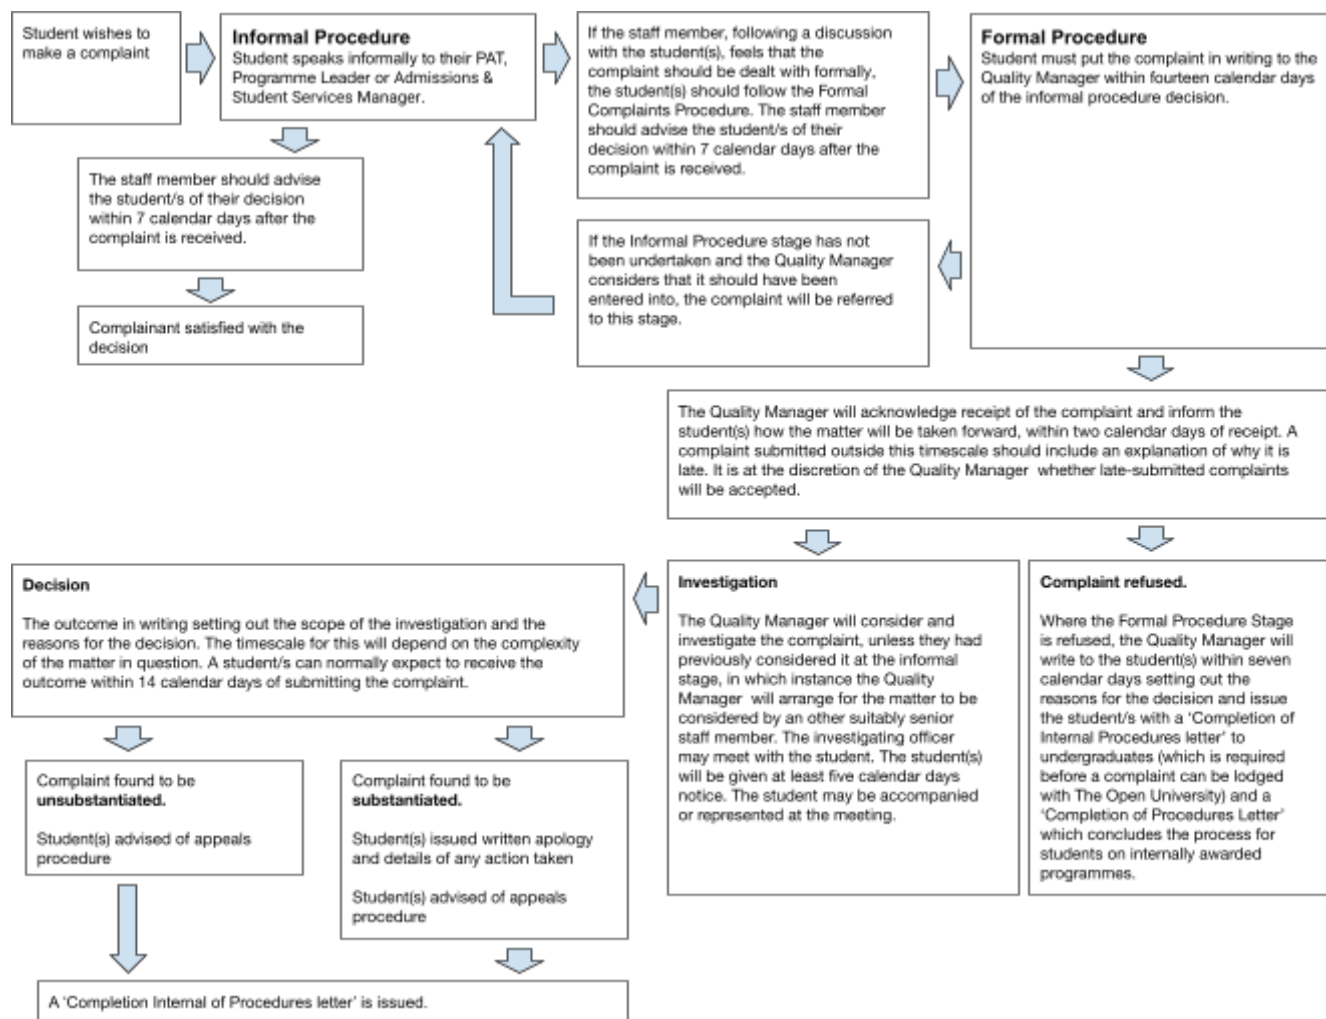 Student wishes to
make a complaint
Informal Procedure
Student speaks informally to their PAT,
Programme Leader or Admissions &
Student Services Manager.
If the staff member, following a discussion
with the student(s), feels that the
complaint should be dealt with formally,
the student(s) should follow the Formal
Complaints Procedure. The staff member
should advise the student/s of their
decision within 7 calendar days after the
complaint is received.
Formal Procedure
Student must put the complaint in writing to the
Quality Manager within fourteen calendar days
of the informal procedure decision.
The staff member should advise
the student/s of their decision
within 7 calendar days after the
complaint is received.
If the Informal Procedure stage has not
been undertaken and the Quality Manager
considers that it should have been
entered into, the complaint will be referred
to this stage.
Complainant satisfied with the
decision
The Quality Manager will acknowledge receipt of the complaint and inform the
student(s) how the matter will be taken forward, within two calendar days of receipt. A
complaint submitted outside this timescale should include an explanation of why it is
late. It is at the discretion of the Quality Manager whether late-submitted complaints
will be accepted.
Decision
The outcome in writing setting out the scope of the investigation and the
reasons for the decision. The timescale for this will depend on the complexity
of the matter in question. A student/s can normally expect to receive the
outcome within 14 calendar days of submitting the complaint.
Investigation
The Quality Manager will consider and
investigate the complaint, unless they had
previously considered it at the informal
stage, in which instance the Quality
Manager will arrange for the matter to be
considered by an other suitably senior
staff member. The investigating officer
may meet with the student. The student(s)
will be given at least five calendar days
notice. The student may be accompanied
or represented at the meeting.
Complaint refused.
Where the Formal Procedure Stage
is refused, the Quality Manager will
write to the student(s) within seven
calendar days setting out the
reasons for the decision and issue
the student/s with a ‘Completion of
Internal Procedures letter’ to
undergraduates (which is required
before a complaint can be lodged
with The Open University) and a
‘Completion of Procedures Letter’
which concludes the process for
students on internally awarded
programmes.
Complaint found to be
unsubstantiated.
Student(s) advised of appeals
procedure
Complaint found to be
substantiated.
Student(s) issued written apology
and details of any action taken
Student(s) advised of appeals
procedure
A ‘Completion Internal of Procedures letter’ is issued.